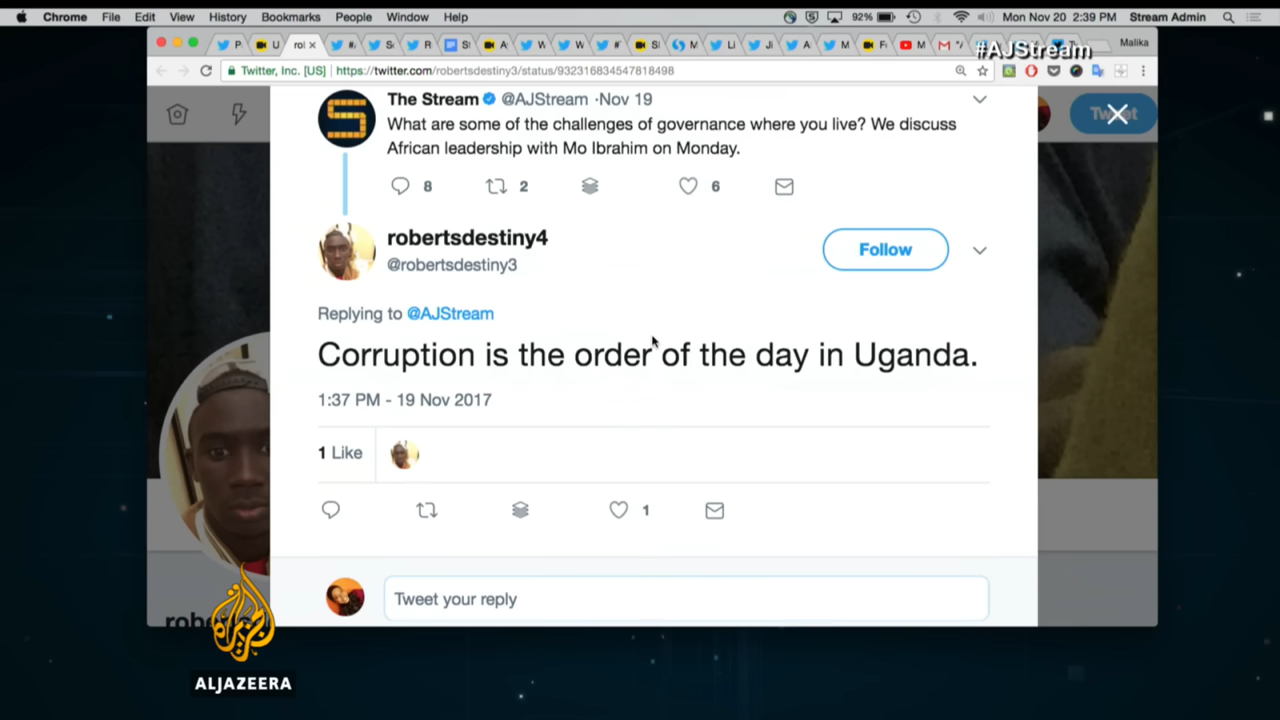 Chrome File Edit View History Bookmarks People Window Help 92% Mon Nov 20 2:39 PM Stream Admin
Malika
#AJStream
Twitter, Inc. [US] https://twitter.com/robertsdestiny3/status/932316834547818498
Tweet
The Stream @AJStream · Nov 19
What are some of the challenges of governance where you live? We discuss
African leadership with Mo Ibrahim on Monday.
8 2 6
robertsdestiny4
@robertsdestiny3
Follow
Replying to @AJStream
Corruption is the order of the day in Uganda.
1:37 PM - 19 Nov 2017
1 Like
1
Tweet your reply
ALJAZEERA